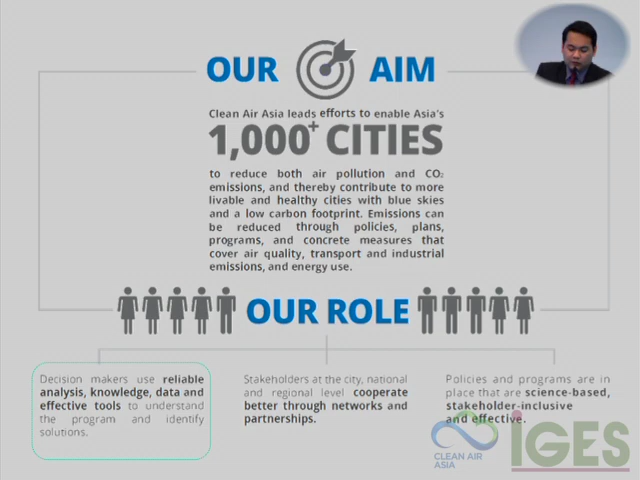 OUR AIM
Clean Air Asia leads efforts to enable Asia's
1,000+ CITIES
to reduce both air pollution and CO₂
emissions, and thereby contribute to more
livable and healthy cities with blue skies
and a low carbon footprint. Emissions can
be reduced through policies, plans,
programs, and concrete measures that
cover air quality, transport and industrial
emissions, and energy use.
OUR ROLE
Decision makers use reliable
analysis, knowledge, data and
effective tools to understand
the program and identify
solutions.
Stakeholders at the city, national
and regional level cooperate
better through networks and
partnerships.
Policies and programs are in
place that are science-based,
stakeholder-inclusive
and effective.
CLEAN AIR
ASIA
IGES